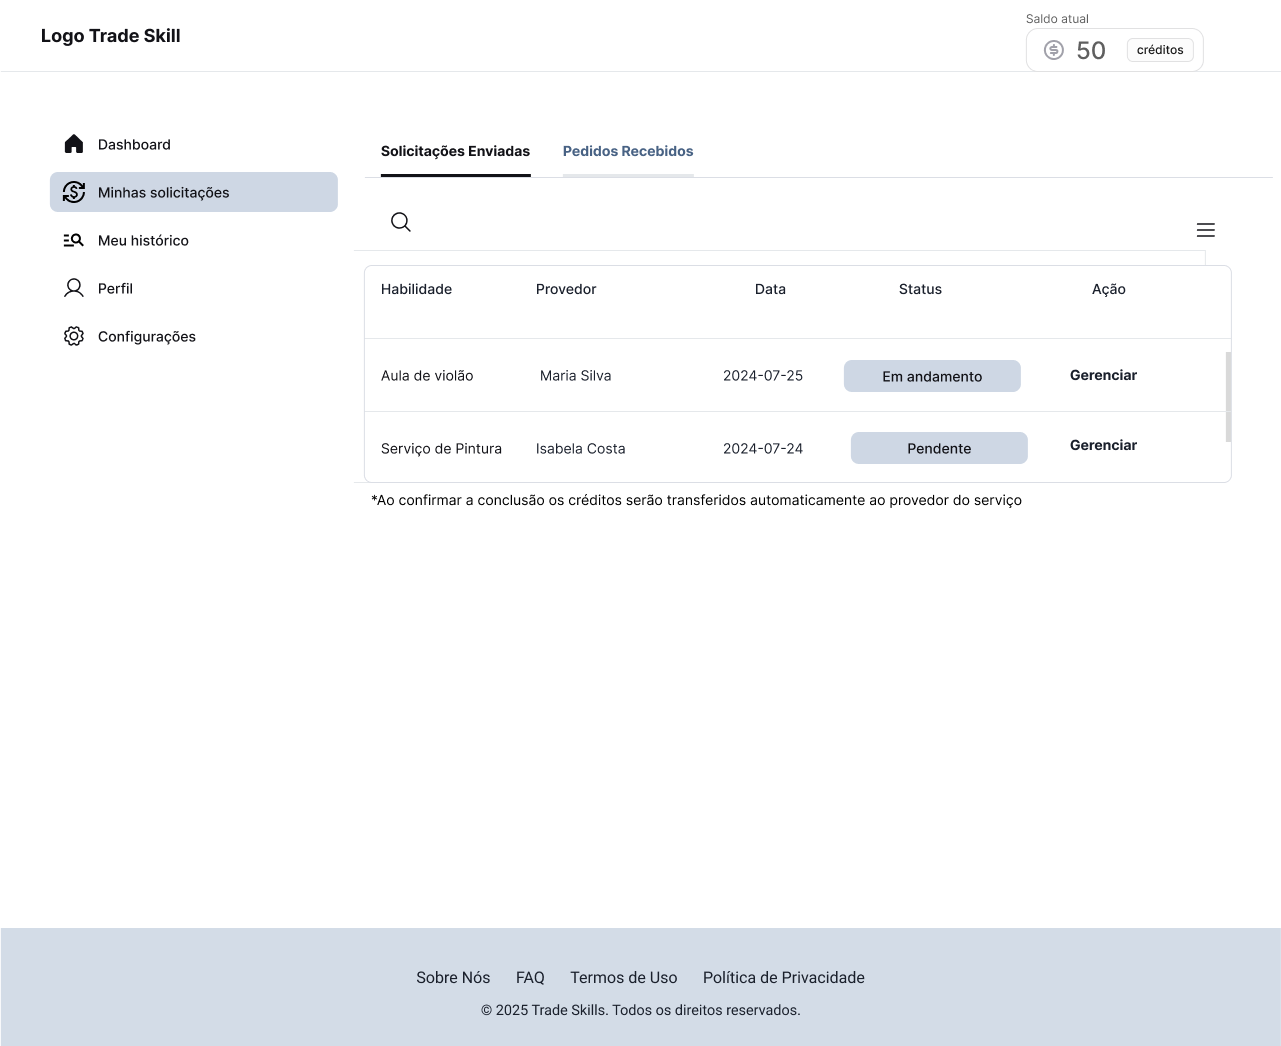 Logo Trade Skill
Saldo atual
50 créditos
Dashboard
Minhas solicitações
Meu histórico
Perfil
Configurações
Solicitações Enviadas Pedidos Recebidos
Habilidade Provedor Data Status Ação
Aula de violão Maria Silva 2024-07-25 Em andamento Gerenciar
Serviço de Pintura Isabela Costa 2024-07-24 Pendente Gerenciar
*Ao confirmar a conclusão os créditos serão transferidos automaticamente ao provedor do serviço
Sobre Nós FAQ Termos de Uso Política de Privacidade
© 2025 Trade Skills. Todos os direitos reservados.